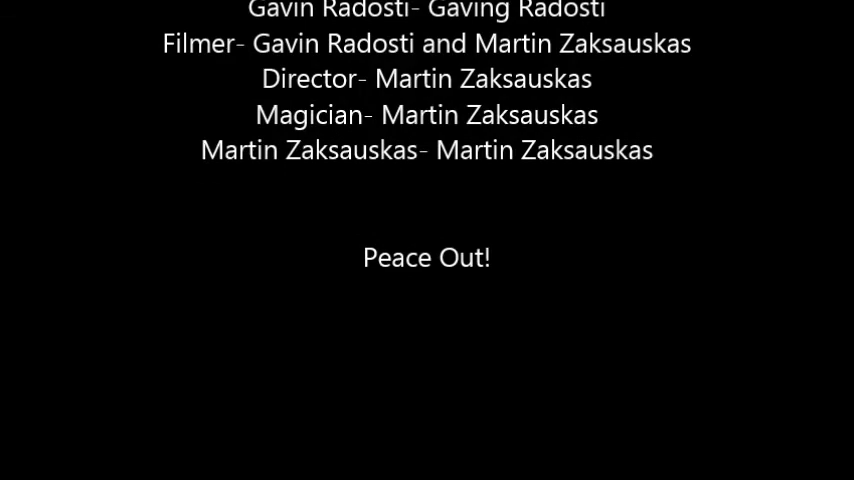 Gavin Radosti- Gaving Radosti
Filmer- Gavin Radosti and Martin Zaksauskas
Director- Martin Zaksauskas
Magician- Martin Zaksauskas
Martin Zaksauskas- Martin Zaksauskas
Peace Out!